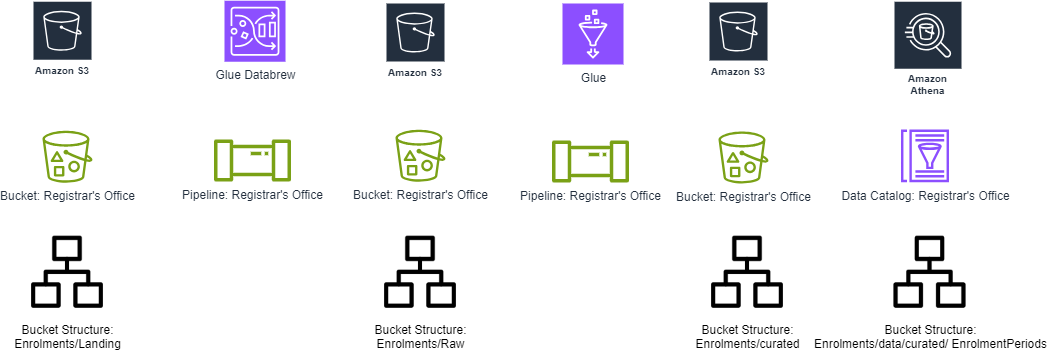 Amazon S3
Glue Databrew
Amazon S3
Glue
Amazon S3
Amazon
Athena
Bucket: Registrar's Office
Pipeline: Registrar's Office
Bucket: Registrar's Office
Pipeline: Registrar's Office
Bucket: Registrar's Office
Data Catalog: Registrar's Office
Bucket Structure:
Enrolments/Landing
Bucket Structure:
Enrolments/Raw
Bucket Structure:
Enrolments/curated
Bucket Structure:
Enrolments/data/curated/ EnrolmentPeriods